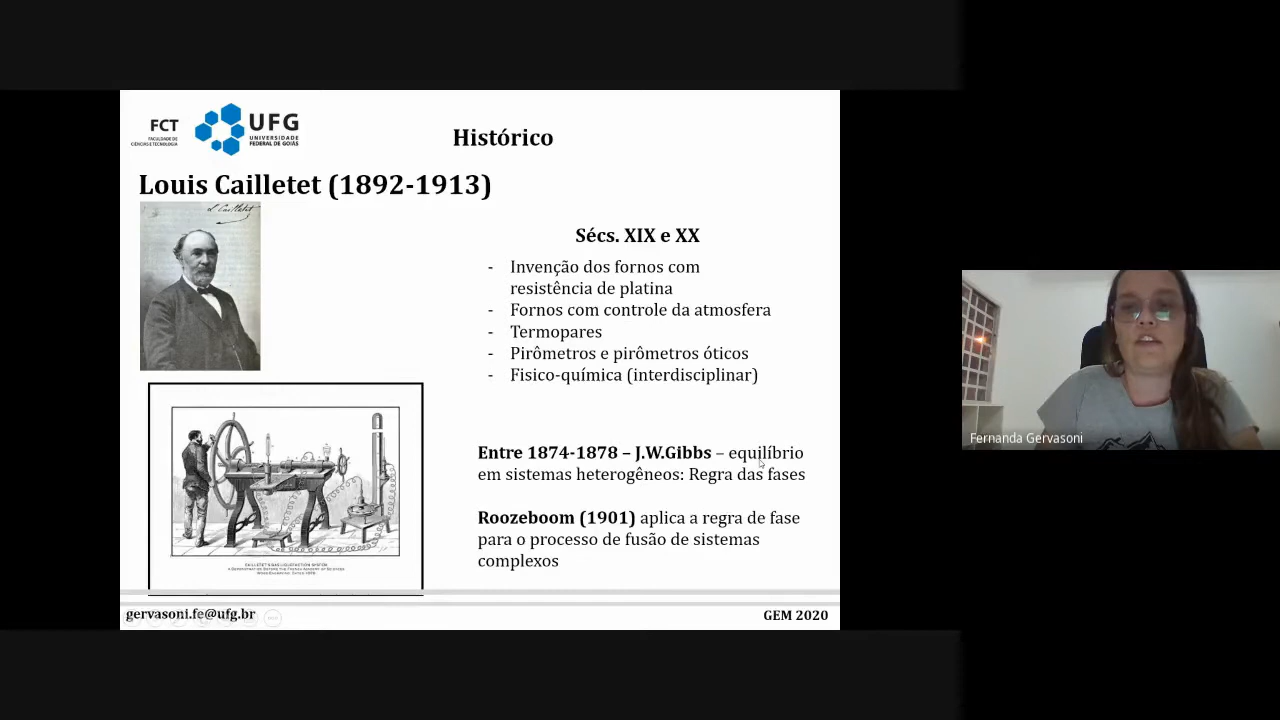 FCT
FACULDADE DE
CIÊNCIAS E TECNOLOGIA
UFG
UNIVERSIDADE
FEDERAL DE GOIÁS
Histórico
Louis Cailletet (1892-1913)
L. Cailletet
Sécs. XIX e XX
- Invenção dos fornos com
resistência de platina
- Fornos com controle da atmosfera
- Termopares
- Pirômetros e pirômetros óticos
- Fisico-química (interdisciplinar)
Entre 1874-1878 – J.W.Gibbs – equilíbrio
em sistemas heterogêneos: Regra das fases
Roozeboom (1901) aplica a regra de fase
para o processo de fusão de sistemas
complexos
gervasoni.fe@ufg.br
GEM 2020
Fernanda Gervasoni